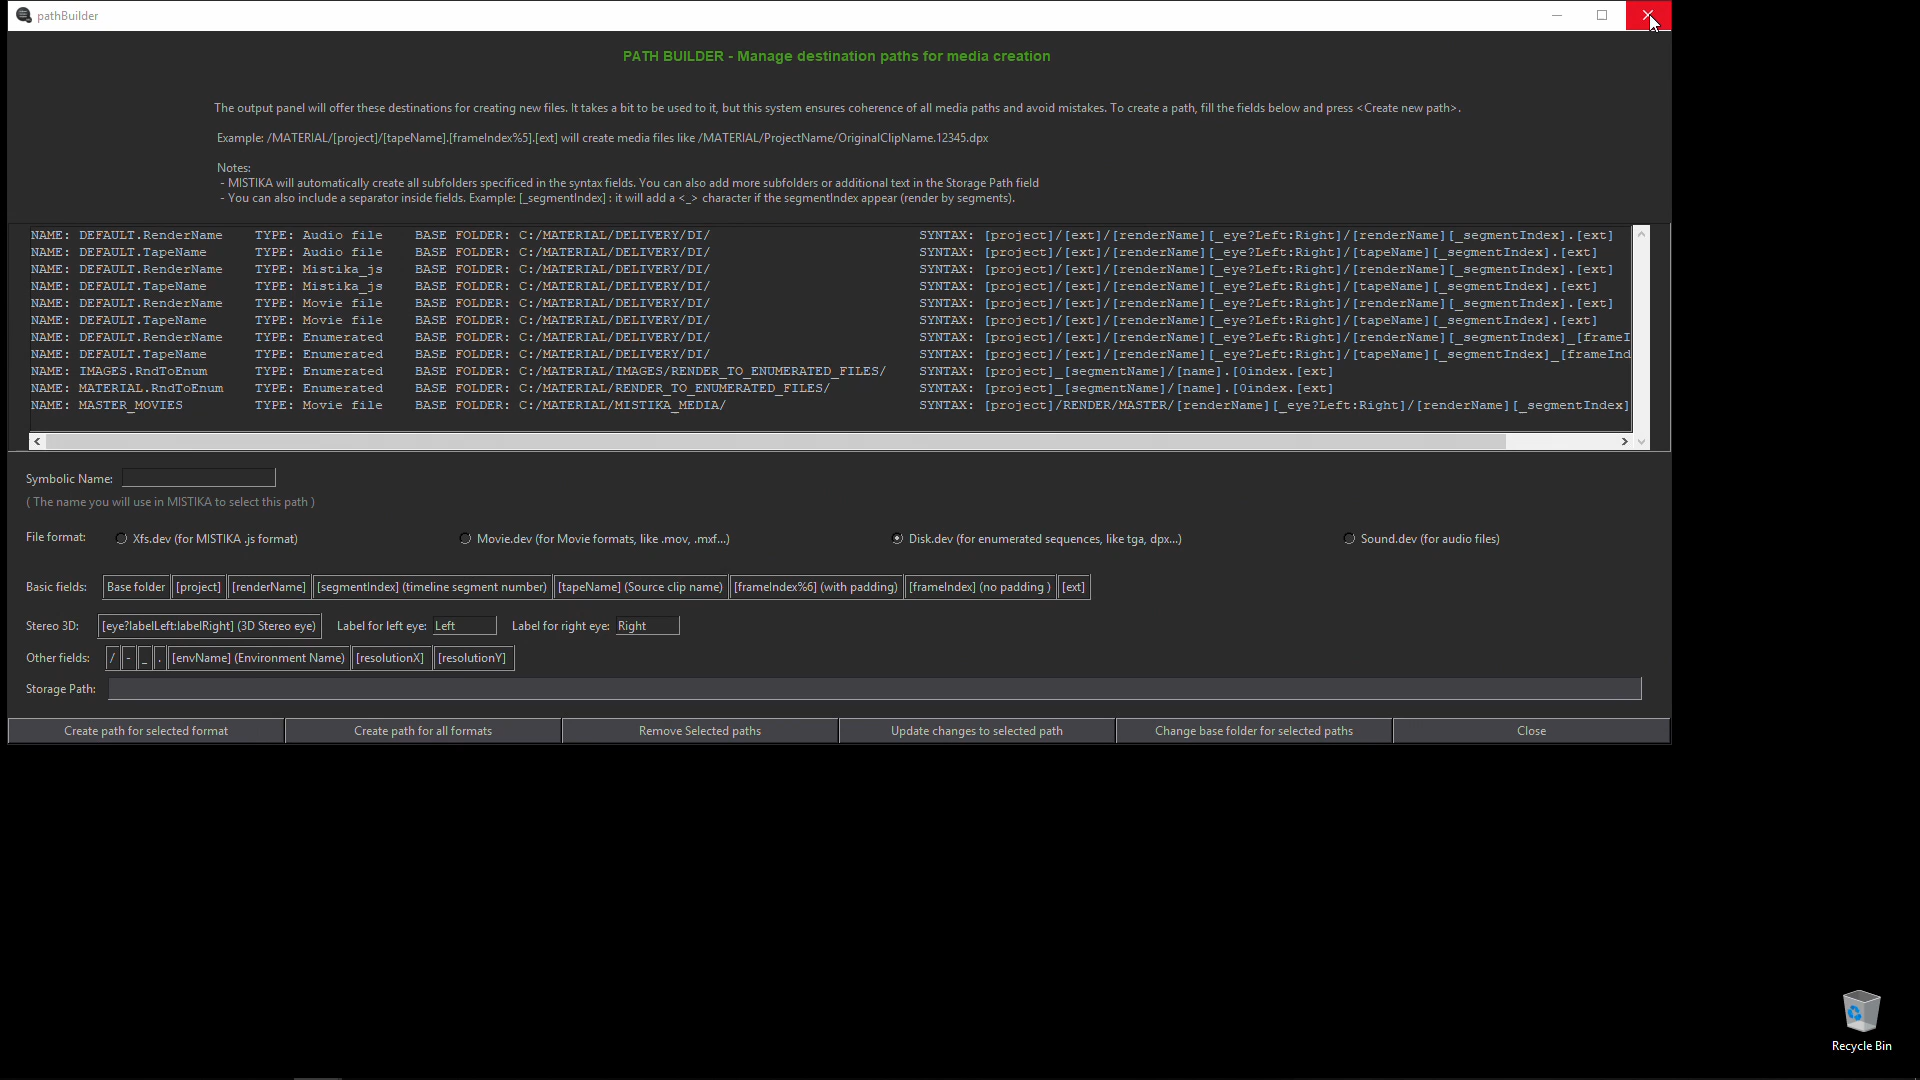 pathBuilder
PATH BUILDER - Manage destination paths for media creation
The output panel will offer these destinations for creating new files. It takes a bit to be used to it, but this system ensures coherence of all media paths and avoid mistakes. To create a path, fill the fields below and press <Create new path>.
Example: /MATERIAL/[project]/[tapeName].[frameIndex%5].[ext] will create media files like /MATERIAL/ProjectName/OriginalClipName.12345.dpx
Notes:
- MISTIKA will automatically create all subfolders specificed in the syntax fields. You can also add more subfolders or additional text in the Storage Path field
- You can also include a separator inside fields. Example: [_segmentIndex] : it will add a <_> character if the segmentIndex appear (render by segments).
NAME: DEFAULT.RenderName TYPE: Audio file BASE FOLDER: C:/MATERIAL/DELIVERY/DI/ SYNTAX: [project]/[ext]/[renderName][_eye?Left:Right]/[renderName][_segmentIndex].[ext]
NAME: DEFAULT.TapeName TYPE: Audio file BASE FOLDER: C:/MATERIAL/DELIVERY/DI/ SYNTAX: [project]/[ext]/[renderName][_eye?Left:Right]/[tapeName][_segmentIndex].[ext]
NAME: DEFAULT.RenderName TYPE: Mistika_js BASE FOLDER: C:/MATERIAL/DELIVERY/DI/ SYNTAX: [project]/[ext]/[renderName][_eye?Left:Right]/[renderName][_segmentIndex].[ext]
NAME: DEFAULT.TapeName TYPE: Mistika_js BASE FOLDER: C:/MATERIAL/DELIVERY/DI/ SYNTAX: [project]/[ext]/[renderName][_eye?Left:Right]/[tapeName][_segmentIndex].[ext]
NAME: DEFAULT.RenderName TYPE: Movie file BASE FOLDER: C:/MATERIAL/DELIVERY/DI/ SYNTAX: [project]/[ext]/[renderName][_eye?Left:Right]/[renderName][_segmentIndex].[ext]
NAME: DEFAULT.TapeName TYPE: Movie file BASE FOLDER: C:/MATERIAL/DELIVERY/DI/ SYNTAX: [project]/[ext]/[renderName][_eye?Left:Right]/[tapeName][_segmentIndex].[ext]
NAME: DEFAULT.RenderName TYPE: Enumerated BASE FOLDER: C:/MATERIAL/DELIVERY/DI/ SYNTAX: [project]/[ext]/[renderName][_eye?Left:Right]/[renderName][_segmentIndex]_[frameI
NAME: DEFAULT.TapeName TYPE: Enumerated BASE FOLDER: C:/MATERIAL/DELIVERY/DI/ SYNTAX: [project]/[ext]/[renderName][_eye?Left:Right]/[tapeName][_segmentIndex]_[frameInd
NAME: IMAGES.RndToEnum TYPE: Enumerated BASE FOLDER: C:/MATERIAL/IMAGES/RENDER_TO_ENUMERATED_FILES/ SYNTAX: [project]_[segmentName]/[name].[0index.[ext]
NAME: MATERIAL.RndToEnum TYPE: Enumerated BASE FOLDER: C:/MATERIAL/RENDER_TO_ENUMERATED_FILES/ SYNTAX: [project]_[segmentName]/[name].[0index.[ext]
NAME: MASTER_MOVIES TYPE: Movie file BASE FOLDER: C:/MATERIAL/MISTIKA_MEDIA/ SYNTAX: [project]/RENDER/MASTER/[renderName][_eye?Left:Right]/[renderName][_segmentIndex]
Symbolic Name:
( The name you will use in MISTIKA to select this path )
File format: Xfs.dev (for MISTIKA .js format) Movie.dev (for Movie formats, like .mov, .mxf...) Disk.dev (for enumerated sequences, like tga, dpx...) Sound.dev (for audio files)
Basic fields: Base folder [project] [renderName] [segmentIndex] (timeline segment number) [tapeName] (Source clip name) [frameIndex%6] (with padding) [frameIndex] (no padding ) [ext]
Stereo 3D: [eye?labelLeft:labelRight] (3D Stereo eye) Label for left eye: Left Label for right eye: Right
Other fields: / - _ . [envName] (Environment Name) [resolutionX] [resolutionY]
Storage Path:
Create path for selected format Create path for all formats Remove Selected paths Update changes to selected path Change base folder for selected paths Close
Recycle Bin